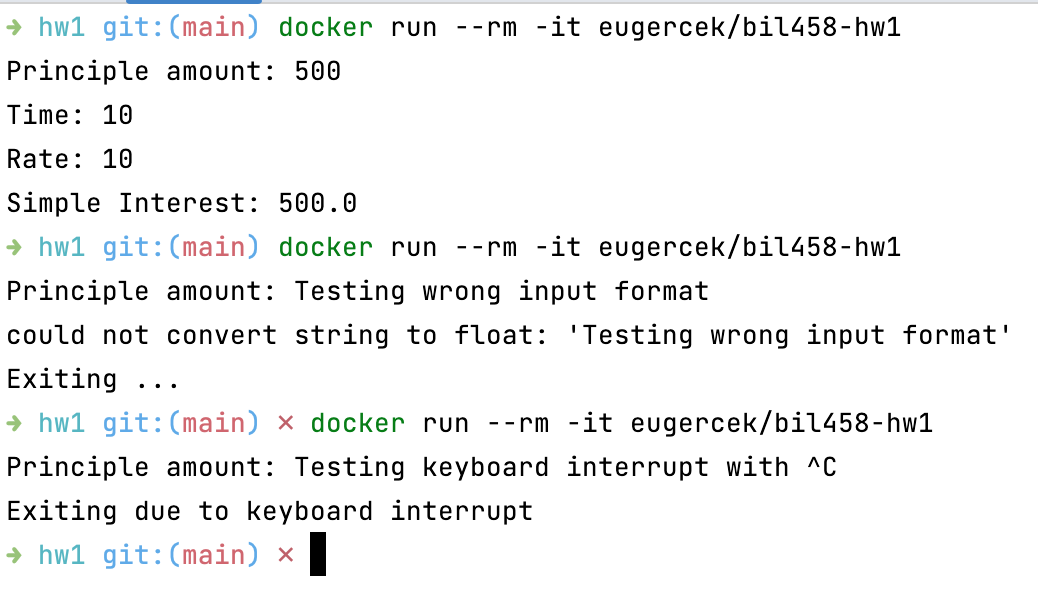 → hw1 git:(main) docker run --rm -it eugercek/bil458-hw1
Principle amount: 500
Time: 10
Rate: 10
Simple Interest: 500.0
→ hw1 git:(main) docker run --rm -it eugercek/bil458-hw1
Principle amount: Testing wrong input format
could not convert string to float: 'Testing wrong input format'
Exiting ...
→ hw1 git:(main) × docker run --rm -it eugercek/bil458-hw1
Principle amount: Testing keyboard interrupt with ^C
Exiting due to keyboard interrupt
→ hw1 git:(main) ×